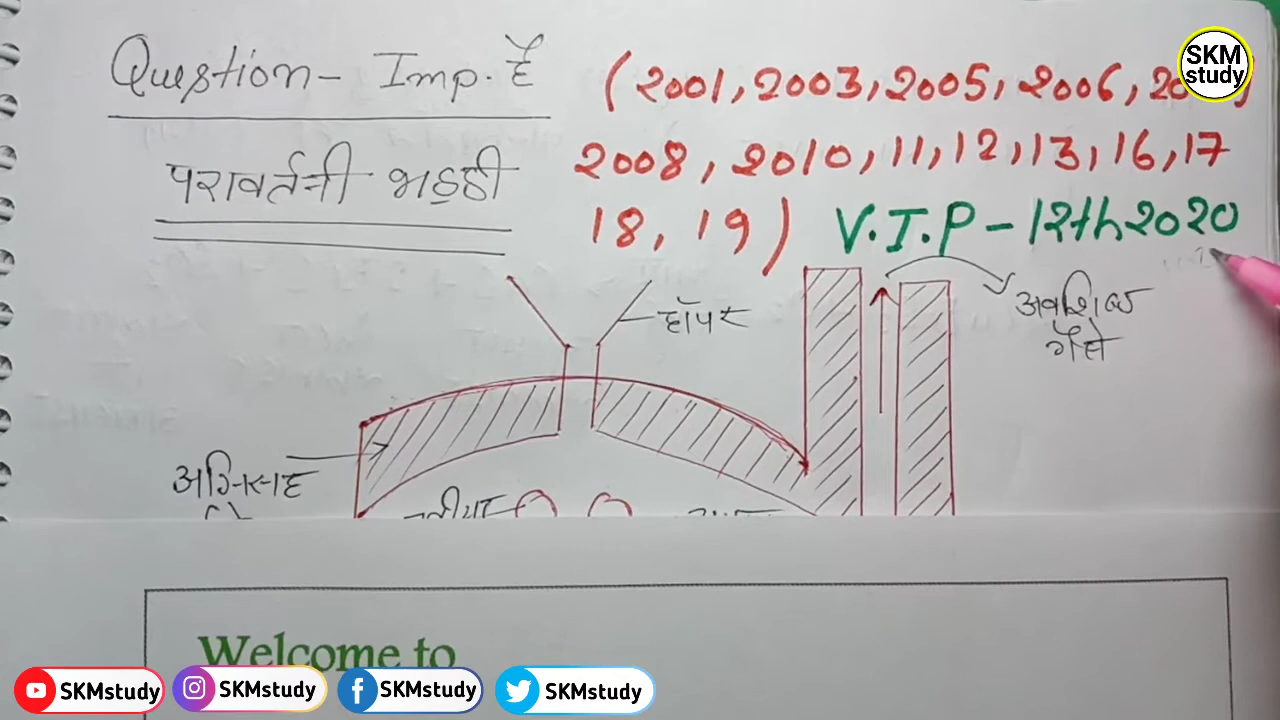 Question - Imp. है
(2001, 2003, 2005, 2006,
2008, 2010, 11, 12, 13, 16, 17
18, 19) V.I.P - 12th 2020
परावर्तनी भट्टी
हॉपर
अवशिष्ट
गैसे
अग्निसह
Welcome to
SKM
study
SKMstudy
SKMstudy
SKMstudy
SKMstudy